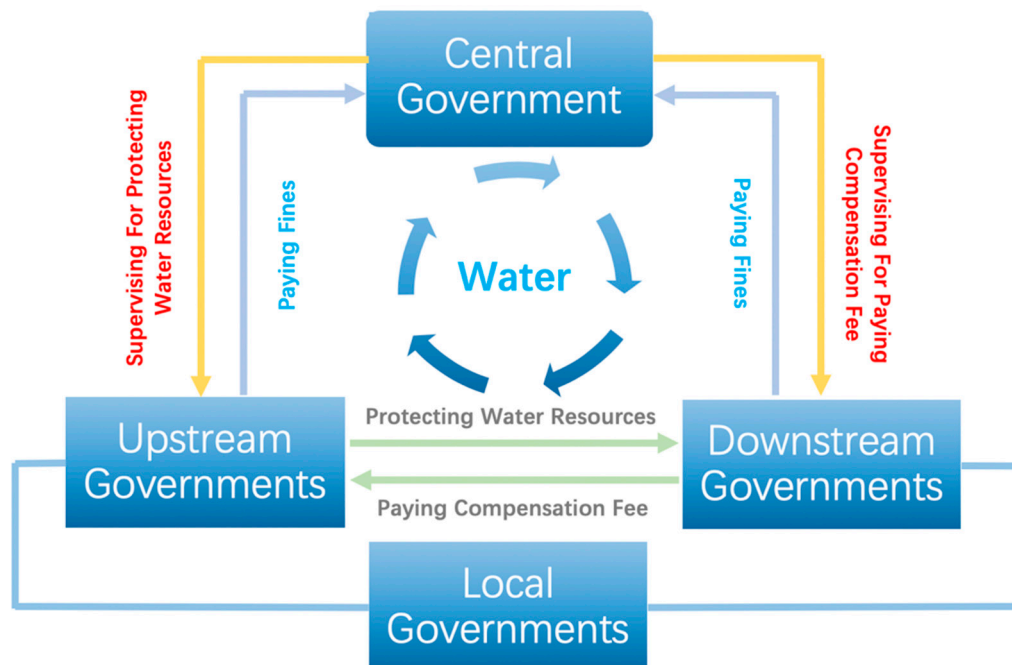 Central
Government
Supervising For Protecting
Water Resources
Paying Fines
Water
Paying Fines
Supervising For Paying
Compensation Fee
Upstream
Governments
Protecting Water Resources
Paying Compensation Fee
Downstream
Governments
Local
Governments